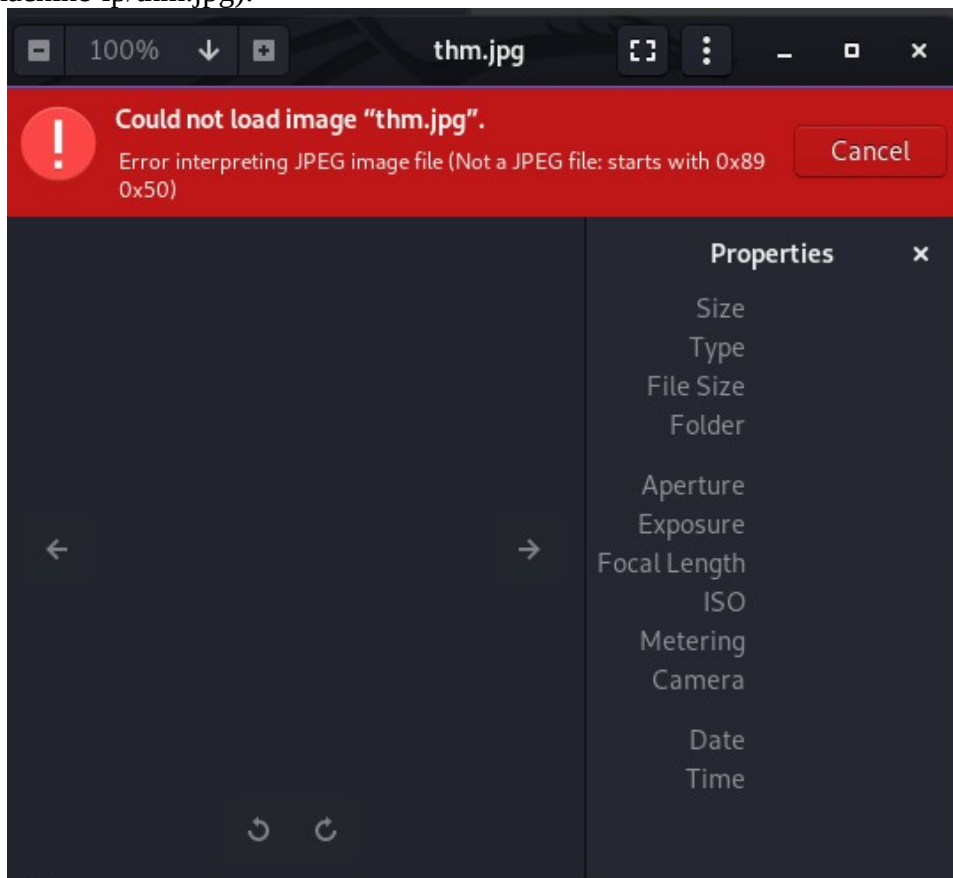 100%
thm.jpg
Could not load image “thm.jpg”.
Error interpreting JPEG image file (Not a JPEG file: starts with 0x89
0x50)
Cancel
Properties
Size
Type
File Size
Folder
Aperture
Exposure
Focal Length
ISO
Metering
Camera
Date
Time